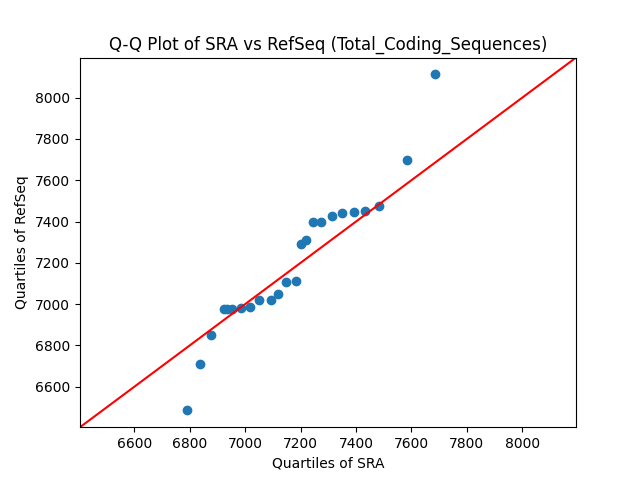 Q-Q Plot of SRA vs RefSeq (Total_Coding_Sequences)
Quartiles of RefSeq
8000
7800
7600
7400
7200
7000
6800
6600
6600 6800 7000 7200 7400 7600 7800 8000
Quartiles of SRA